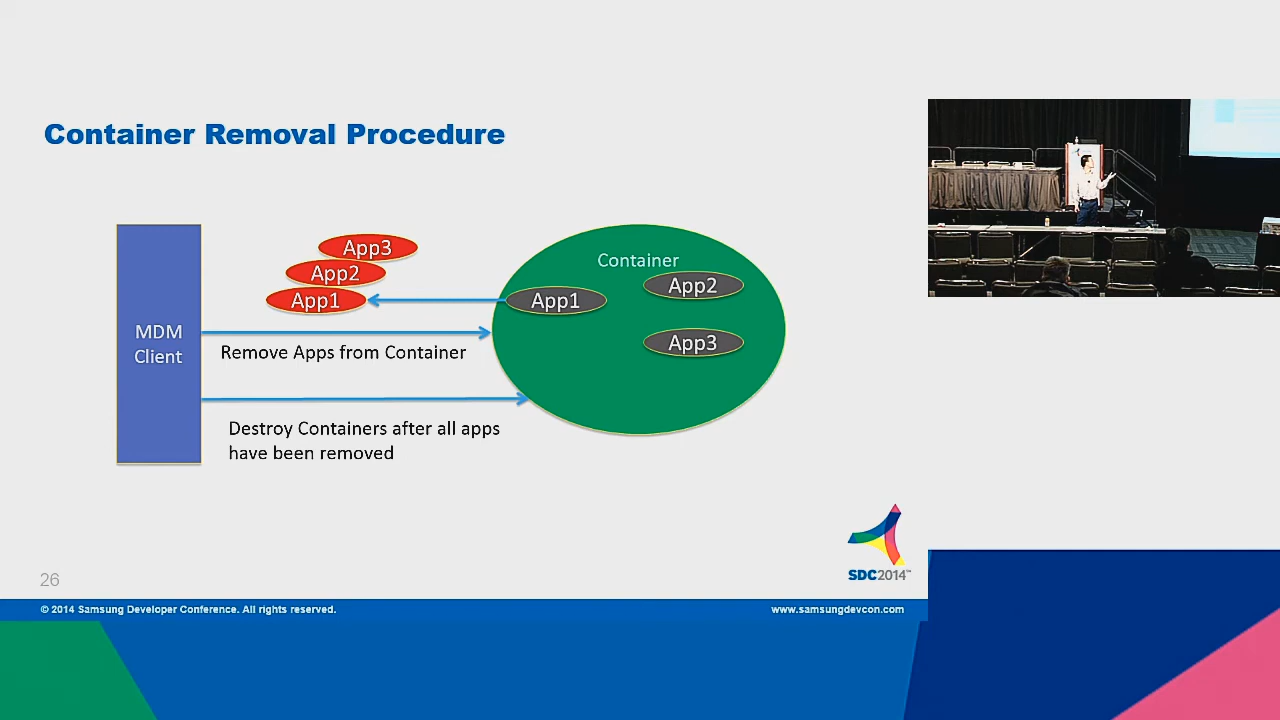 Container Removal Procedure
App3
App2
App1
MDM
Client
Remove Apps from Container
Destroy Containers after all apps
have been removed
Container
App2
App1
App3
26
SDC2014™
© 2014 Samsung Developer Conference. All rights reserved.
www.samsungdevcon.com